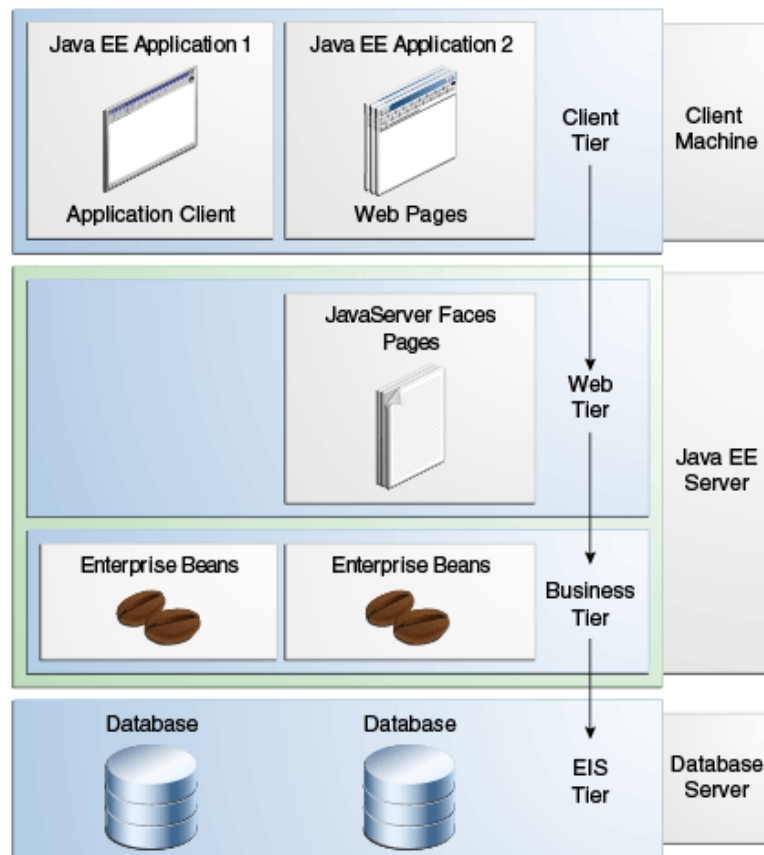 Java EE Application 1
Java EE Application 2
Application Client
Web Pages
Client
Tier
Client
Machine
JavaServer Faces
Pages
Web
Tier
Java EE
Server
Enterprise Beans
Enterprise Beans
Business
Tier
Database
Database
EIS
Tier
Database
Server